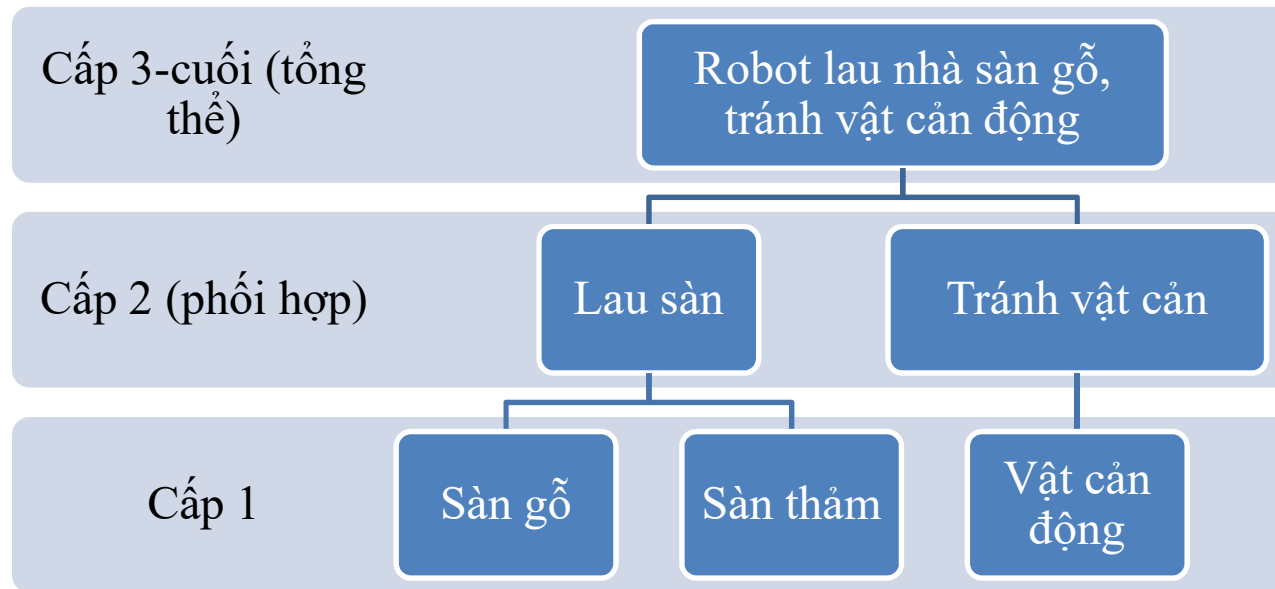 Cấp 3-cuối (tổng
thể)
Robot lau nhà sàn gỗ,
tránh vật cản động
Cấp 2 (phối hợp)
Lau sàn
Tránh vật cản
Cấp 1
Sàn gỗ
Sàn thảm
Vật cản
động